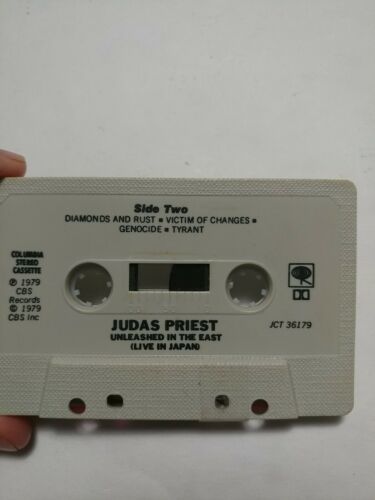 Side Two
DIAMONDS AND RUST ■ VICTIM OF CHANGES ■
GENOCIDE ■ TYRANT
COLUMBIA
STEREO
CASSETTE
℗ 1979
CBS
Records
© 1979
CBS Inc
JUDAS PRIEST
UNLEASHED IN THE EAST
(LIVE IN JAPAN)
JCT 36179